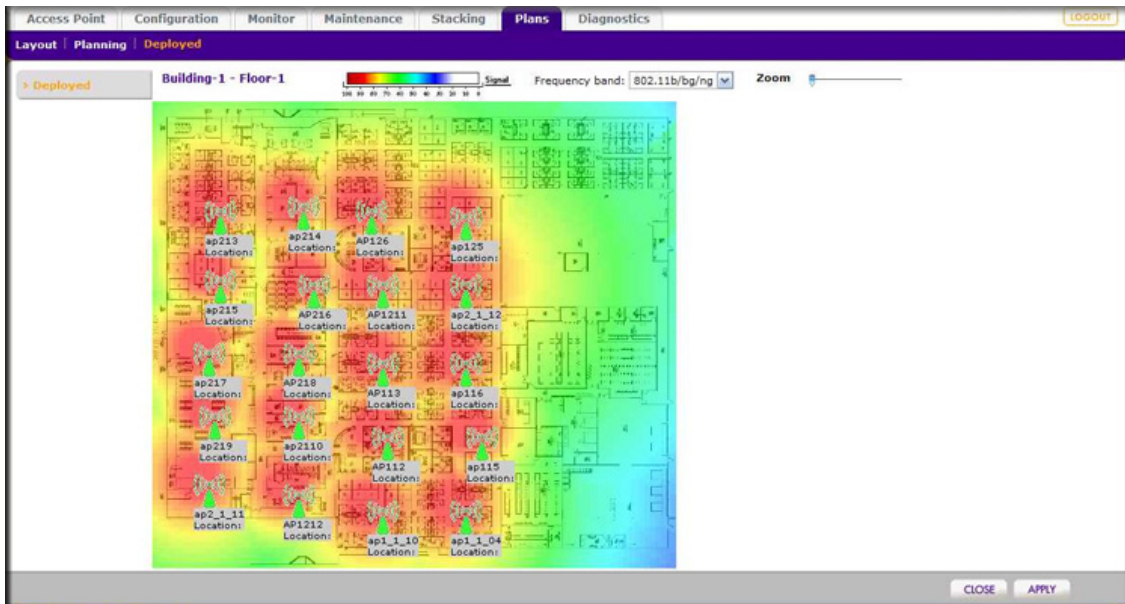 Access Point Configuration Monitor Maintenance Stacking Plans Diagnostics LOGOUT
Layout | Planning | Deployed
> Deployed
Building-1 - Floor-1
Signal
Frequency band: 802.11b/bg/ng
Zoom
ap213
Location:
ap214
Location:
AP126
Location:
ap125
Location:
ap215
Location:
AP216
Location:
AP1211
Location:
ap2_1_12
Location:
ap217
Location:
AP218
Location:
AP113
Location:
ap116
Location:
ap219
Location:
ap2110
Location:
AP112
Location:
ap115
Location:
ap2_1_11
Location:
AP1212
Location:
ap1_1_10
Location:
ap1_1_04
Location:
CLOSE APPLY